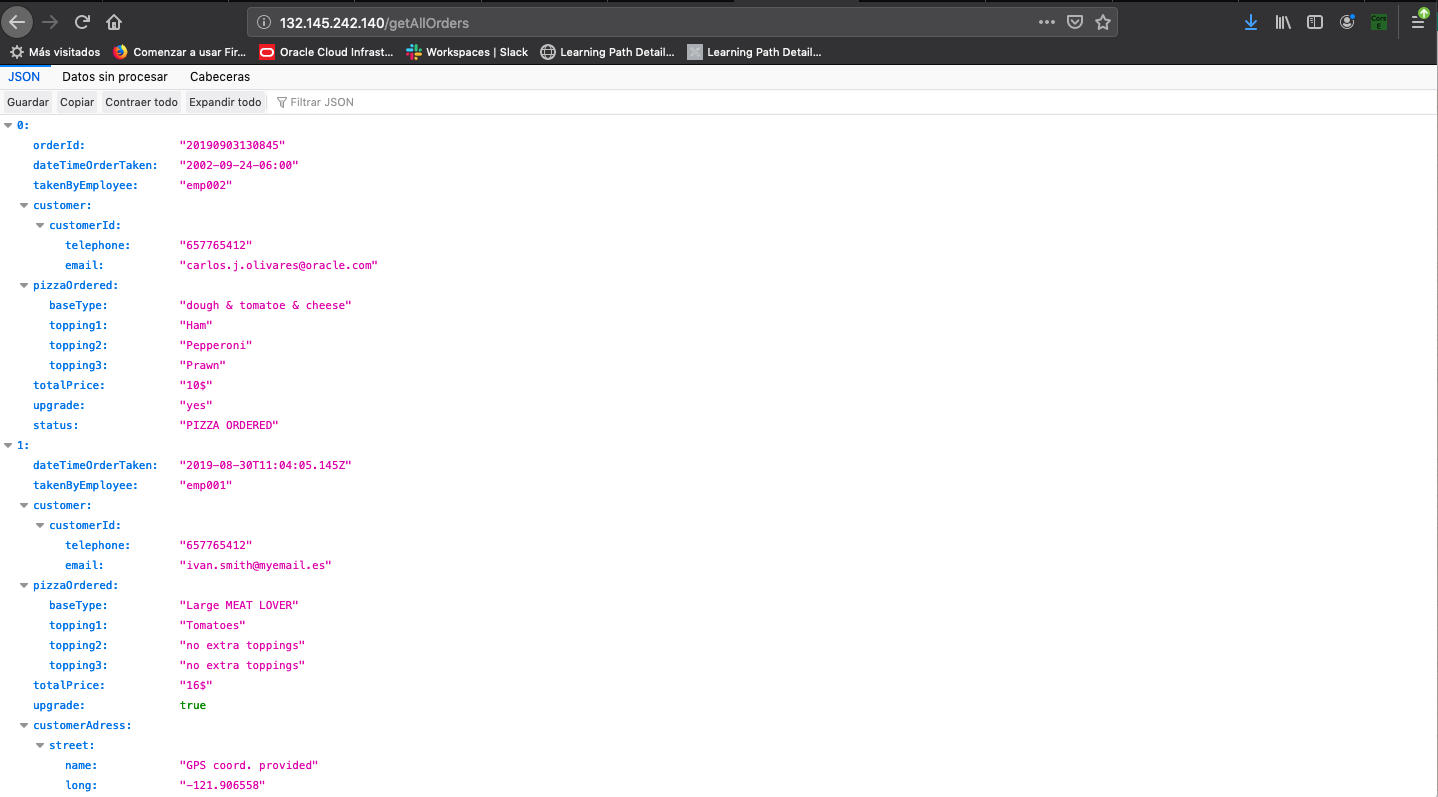 132.145.242.140/getAllOrders
Más visitados Comenzar a usar Fir... Oracle Cloud Infrast... Workspaces | Slack Learning Path Detail... Learning Path Detail...
JSON Datos sin procesar Cabeceras
Guardar Copiar Contraer todo Expandir todo Filtrar JSON
0:
orderId: "20190903130845"
dateTimeOrderTaken: "2002-09-24-06:00"
takenByEmployee: "emp002"
customer:
customerId:
telephone: "657765412"
email: "carlos.j.olivares@oracle.com"
pizzaOrdered:
baseType: "dough & tomatoe & cheese"
topping1: "Ham"
topping2: "Pepperoni"
topping3: "Prawn"
totalPrice: "10$"
upgrade: "yes"
status: "PIZZA ORDERED"
1:
dateTimeOrderTaken: "2019-08-30T11:04:05.145Z"
takenByEmployee: "emp001"
customer:
customerId:
telephone: "657765412"
email: "ivan.smith@myemail.es"
pizzaOrdered:
baseType: "Large MEAT LOVER"
topping1: "Tomatoes"
topping2: "no extra toppings"
topping3: "no extra toppings"
totalPrice: "16$"
upgrade: true
customerAdress:
street:
name: "GPS coord. provided"
long: "-121.906558"